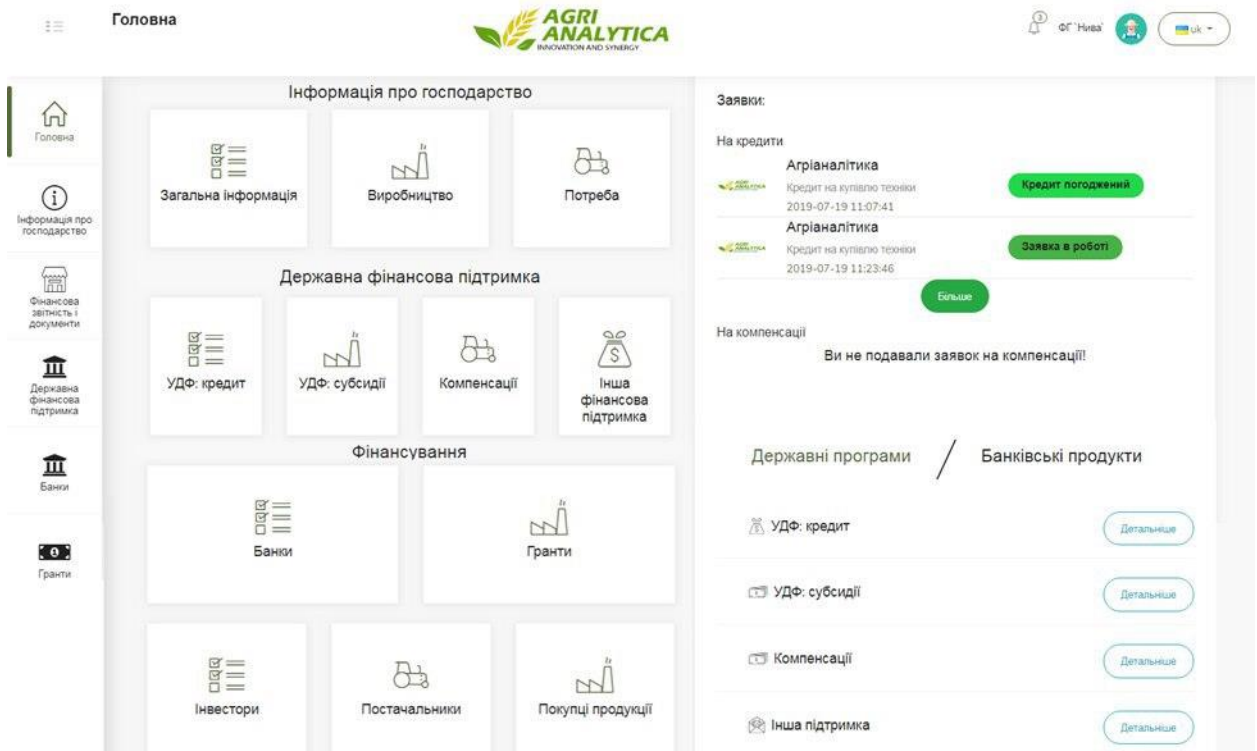 Головна
AGRI
ANALYTICA
INNOVATION AND SYNERGY
3
ФГ `Нива`
uk
Головна
Інформація про
господарство
Фінансова
звітність і
документи
Державна
фінансова
підтримка
Банки
Гранти
Інформація про господарство
Загальна інформація
Виробництво
Потреба
Державна фінансова підтримка
УДФ: кредит
УДФ: субсидії
Компенсації
Інша
фінансова
підтримка
Фінансування
Банки
Гранти
Інвестори
Постачальники
Покупці продукції
Заявки:
На кредити
Агріаналітика
Кредит на купівлю техніки
2019-07-19 11:07:41
Кредит погоджений
Агріаналітика
Кредит на купівлю техніки
2019-07-19 11:23:46
Заявка в роботі
Більше
На компенсації
Ви не подавали заявок на компенсації!
Державні програми / Банківські продукти
УДФ: кредит
Детальніше
УДФ: субсидії
Детальніше
Компенсації
Детальніше
Інша підтримка
Детальніше